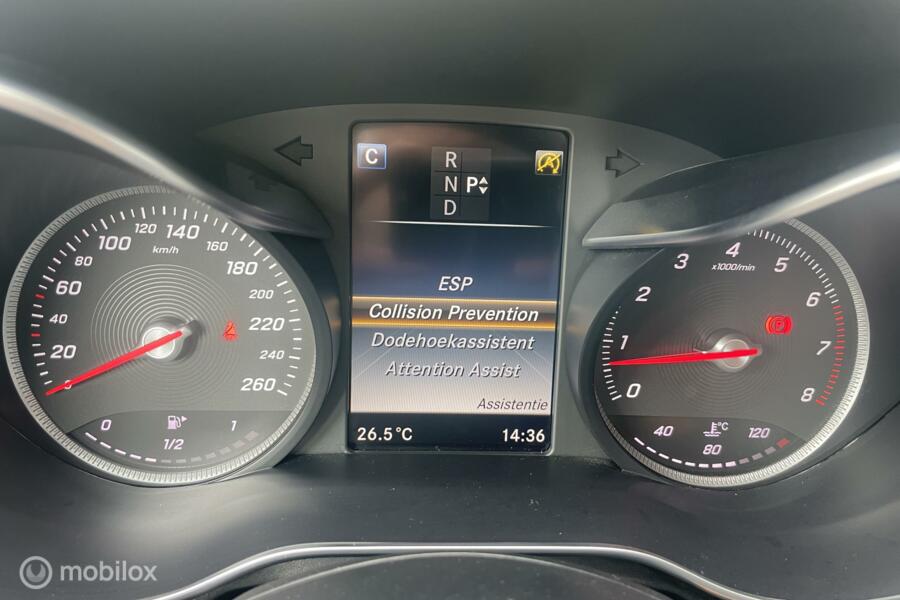 C
R
N P
D
ESP
Collision Prevention
Dodehoekassistent
Attention Assist
Assistentie
26.5°C 14:36
0
20
40
60
80
100
120
140
160
180
200
220
240
260
km/h
0 1/2 1
0
1
2
3
4
5
6
7
8
x1000/min
P
40 80 120
°C
mobilox